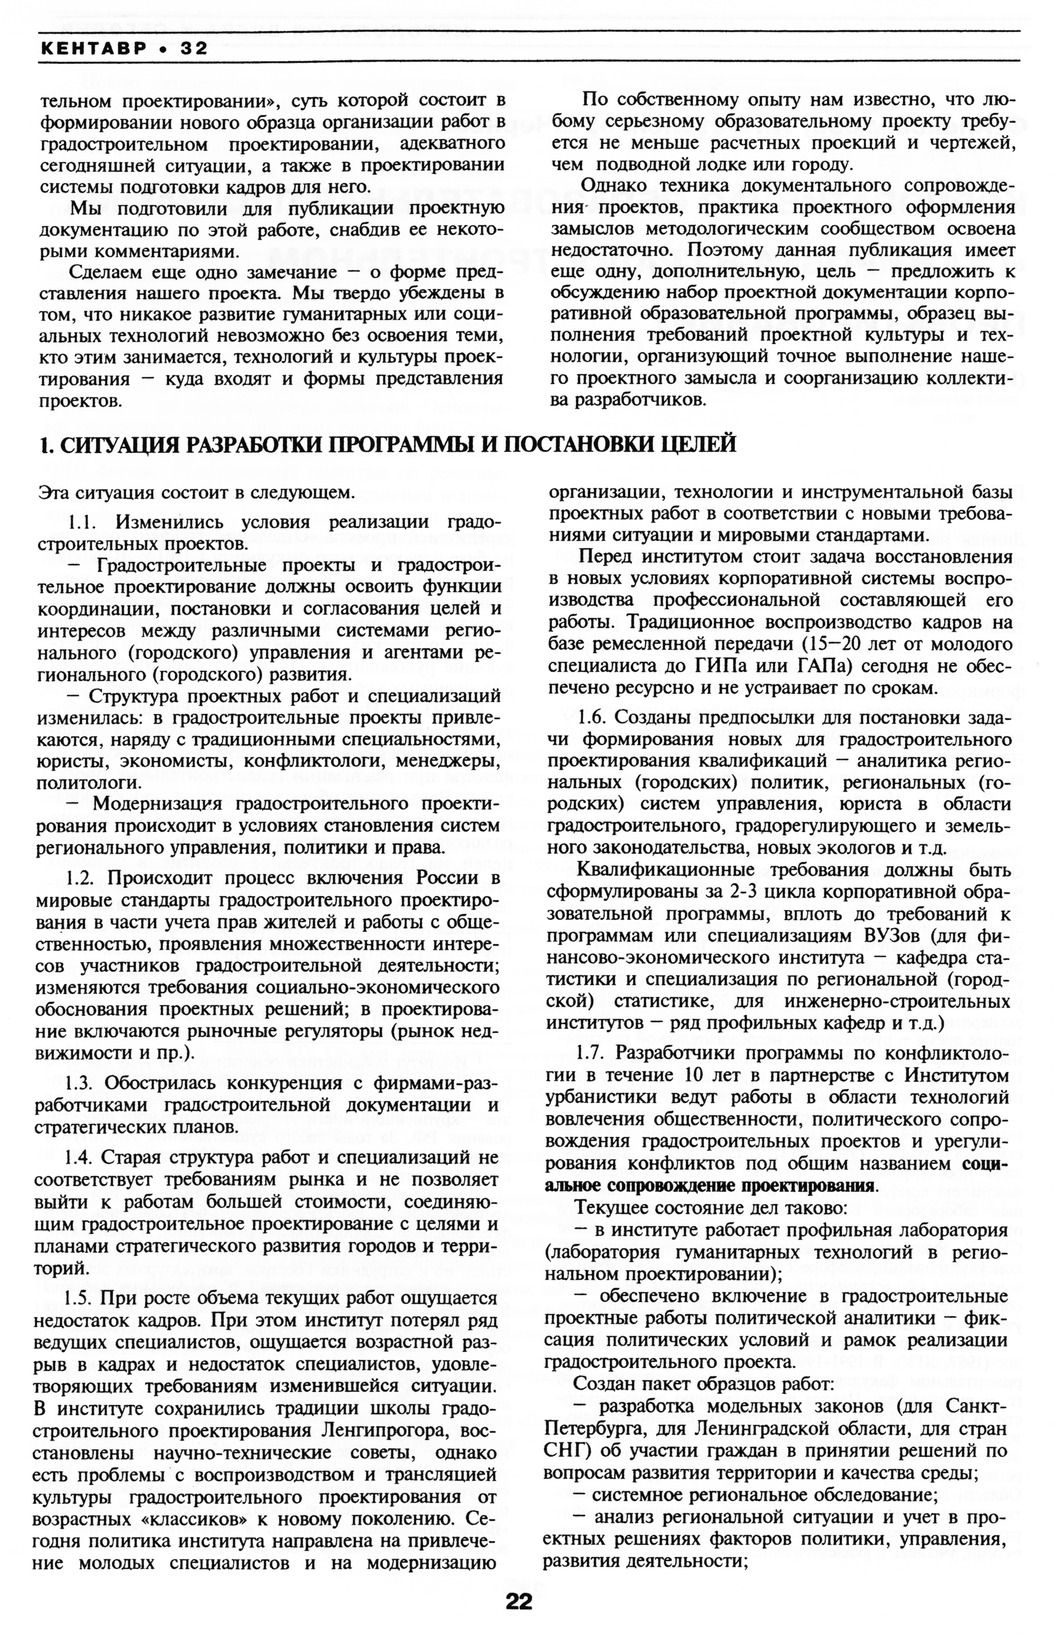 КЕНТАВР • 32
тельном проектировании», суть которой состоит в
формировании нового образца организации работ в
градостроительном проектировании, адекватного
сегодняшней ситуации, а также в проектировании
системы подготовки кадров для него.
Мы подготовили для публикации проектную
документацию по этой работе, снабдив ее некото-
рыми комментариями.
Сделаем еще одно замечание — о форме пред-
ставления нашего проекта. Мы твердо убеждены в
том, что никакое развитие гуманитарных или соци-
альных технологий невозможно без освоения теми,
кто этим занимается, технологий и культуры проек-
тирования — куда входят и формы представления
проектов.
По собственному опыту нам известно, что лю-
бому серьезному образовательному проекту требу-
ется не меньше расчетных проекций и чертежей,
чем подводной лодке или городу.
Однако техника документального сопровожде-
ния проектов, практика проектного оформления
замыслов методологическим сообществом освоена
недостаточно. Поэтому данная публикация имеет
еще одну, дополнительную, цель — предложить к
обсуждению набор проектной документации корпо-
ративной образовательной программы, образец вы-
полнения требований проектной культуры и тех-
нологии, организующий точное выполнение наше-
го проектного замысла и соорганизацию коллекти-
ва разработчиков.
1. СИТУАЦИЯ РАЗРАБОТКИ ПРОГРАММЫ И ПОСТАНОВКИ ЦЕЛЕЙ
Эта ситуация состоит в следующем.
1.1. Изменились условия реализации градо-
строительных проектов.
— Градостроительные проекты и градострои-
тельное проектирование должны освоить функции
координации, постановки и согласования целей и
интересов между различными системами регио-
нального (городского) управления и агентами ре-
гионального (городского) развития.
— Структура проектных работ и специализаций
изменилась: в градостроительные проекты привле-
каются, наряду с традиционными специальностями,
юристы, экономисты, конфликтологи, менеджеры,
политологи.
— Модернизация градостроительного проекти-
рования происходит в условиях становления систем
регионального управления, политики и права.
1.2. Происходит процесс включения России в
мировые стандарты градостроительного проектиро-
вания в части учета прав жителей и работы с обще-
ственностью, проявления множественности интере-
сов участников градостроительной деятельности;
изменяются требования социально-экономического
обоснования проектных решений; в проектирова-
ние включаются рыночные регуляторы (рынок нед-
вижимости и пр.).
1.3. Обострилась конкуренция с фирмами-раз-
работчиками градостроительной документации и
стратегических планов.
1.4. Старая структура работ и специализаций не
соответствует требованиям рынка и не позволяет
выйти к работам большей стоимости, соединяю-
щим градостроительное проектирование с целями и
планами стратегического развития городов и терри-
торий.
1.5. При росте объема текущих работ ощущается
недостаток кадров. При этом институт потерял ряд
ведущих специалистов, ощущается возрастной раз-
рыв в кадрах и недостаток специалистов, удовле-
творяющих требованиям изменившейся ситуации.
В институте сохранились традиции школы градо-
строительного проектирования Ленгипрогора, вос-
становлены научно-технические советы, однако
есть проблемы с воспроизводством и трансляцией
культуры градостроительного проектирования от
возрастных «классиков» к новому поколению. Се-
годня политика института направлена на привлече-
ние молодых специалистов и на модернизацию
организации, технологии и инструментальной базы
проектных работ в соответствии с новыми требова-
ниями ситуации и мировыми стандартами.
Перед институтом стоит задача восстановления
в новых условиях корпоративной системы воспро-
изводства профессиональной составляющей его
работы. Традиционное воспроизводство кадров на
базе ремесленной передачи (15—20 лет от молодого
специалиста до ГИПа или ГАПа) сегодня не обес-
печено ресурсно и не устраивает по срокам.
1.6. Созданы предпосылки для постановки зада-
чи формирования новых для градостроительного
проектирования квалификаций — аналитика регио-
нальных (городских) политик, региональных (го-
родских) систем управления, юриста в области
градостроительного, градорегулирующего и земель-
ного законодательства, новых экологов и т.д.
Квалификационные требования должны быть
сформулированы за 2-3 цикла корпоративной обра-
зовательной программы, вплоть до требований к
программам или специализациям ВУЗов (для фи-
нансово-экономического института — кафедра ста-
тистики и специализация по региональной (город-
ской) статистике, для инженерно-строительных
институтов — ряд профильных кафедр и т.д.)
1.7. Разработчики программы по конфликтоло-
гии в течение 10 лет в партнерстве с Институтом
урбанистики ведут работы в области технологий
вовлечения общественности, политического сопро-
вождения градостроительных проектов и урегули-
рования конфликтов под общим названием соци-
альное сопровождение проектирования.
Текущее состояние дел таково:
— в институте работает профильная лаборатория
(лаборатория гуманитарных технологий в регио-
нальном проектировании);
— обеспечено включение в градостроительные
проектные работы политической аналитики — фик-
сация политических условий и рамок реализации
градостроительного проекта.
Создан пакет образцов работ:
— разработка модельных законов (для Санкт-
Петербурга, для Ленинградской области, для стран
СНГ) об участии граждан в принятии решений по
вопросам развития территории и качества среды;
— системное региональное обследование;
— анализ региональной ситуации и учет в про-
ектных решениях факторов политики, управления,
развития деятельности;
22